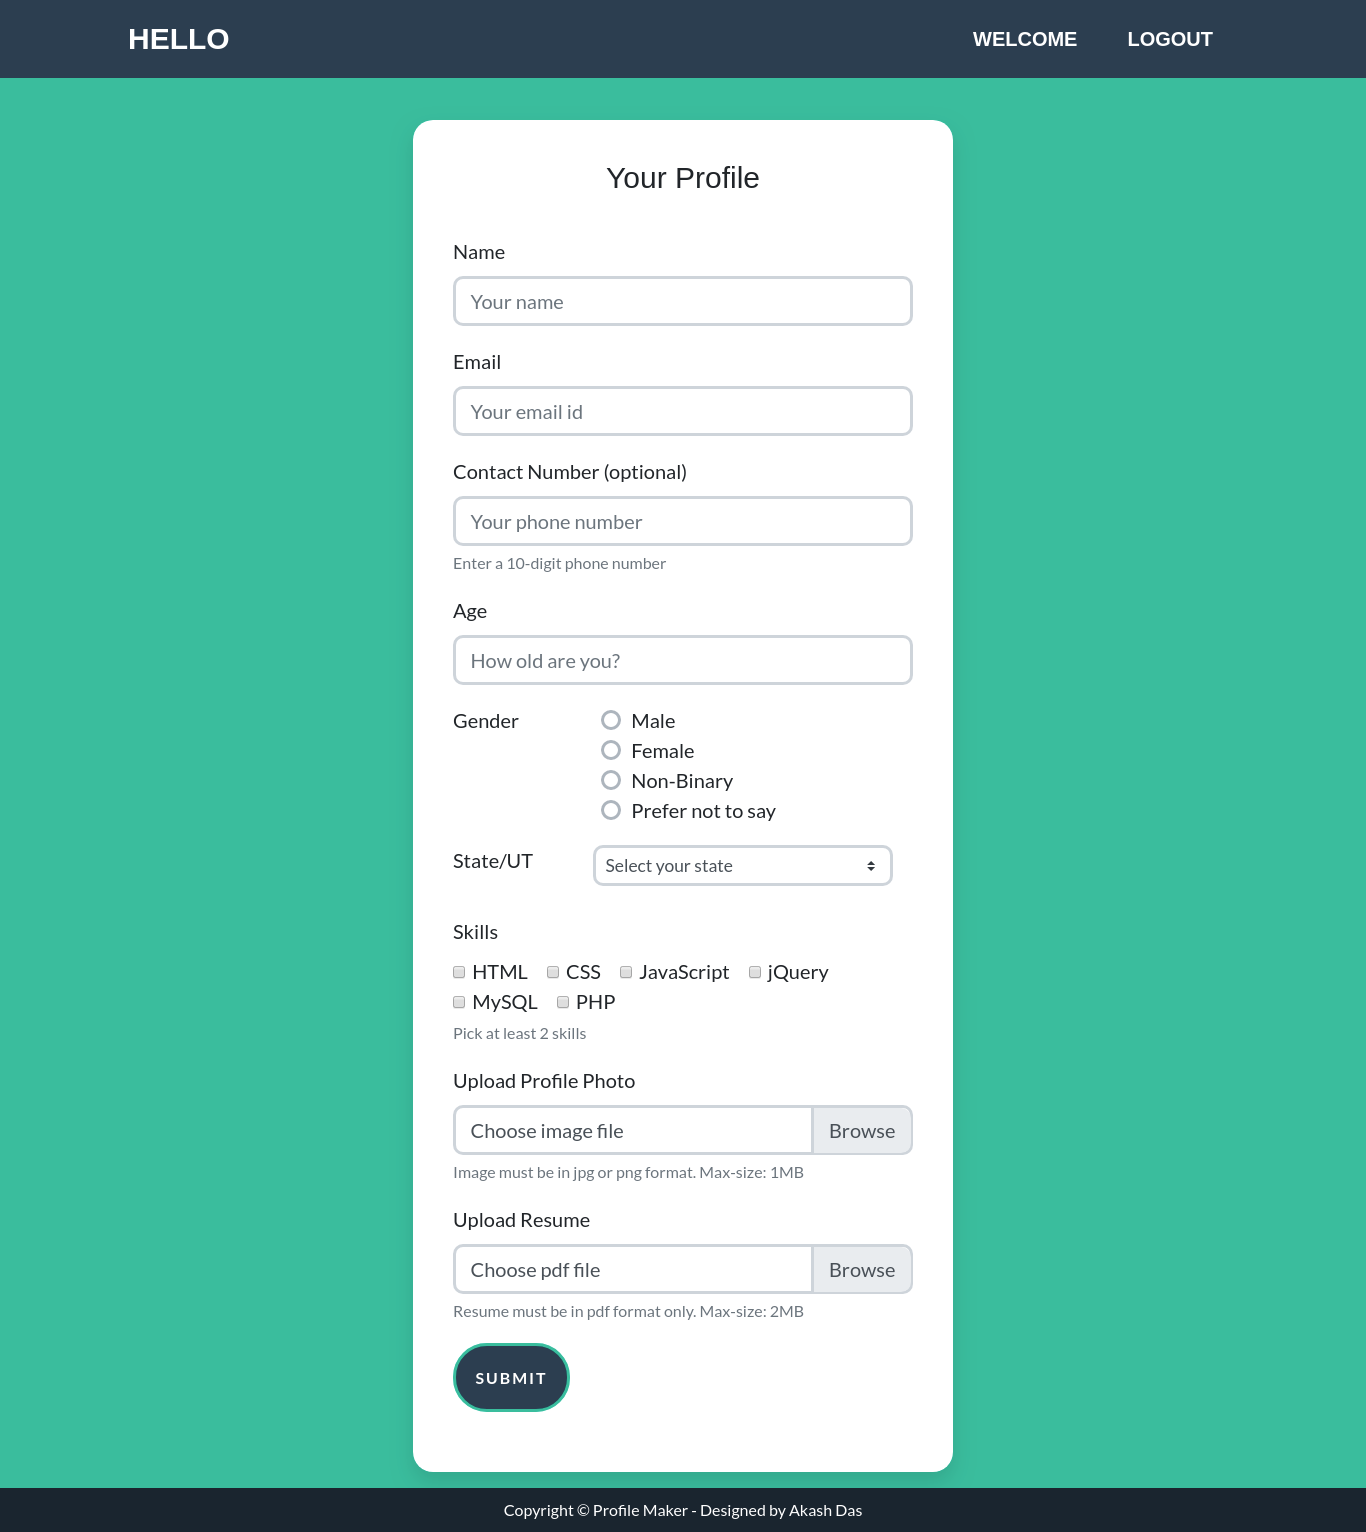 HELLO
WELCOME LOGOUT
Your Profile
Name
Your name
Email
Your email id
Contact Number (optional)
Your phone number
Enter a 10-digit phone number
Age
How old are you?
Gender
Male
Female
Non-Binary
Prefer not to say
State/UT
Select your state
Skills
HTML CSS JavaScript jQuery
MySQL PHP
Pick at least 2 skills
Upload Profile Photo
Choose image file Browse
Image must be in jpg or png format. Max-size: 1MB
Upload Resume
Choose pdf file Browse
Resume must be in pdf format only. Max-size: 2MB
SUBMIT
Copyright © Profile Maker - Designed by Akash Das